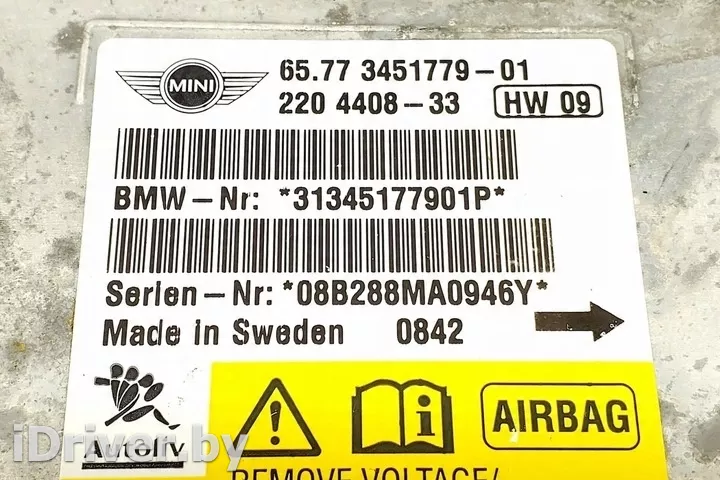 MINI
65.77 3451779-01
220 4408-33 HW 09
BMW-Nr: *31345177901P*
Serien-Nr: *08B288MA0946Y*
Made in Sweden 0842
Autoliv
AIRBAG
REMOVE VOLTAGE/
iDriver.by